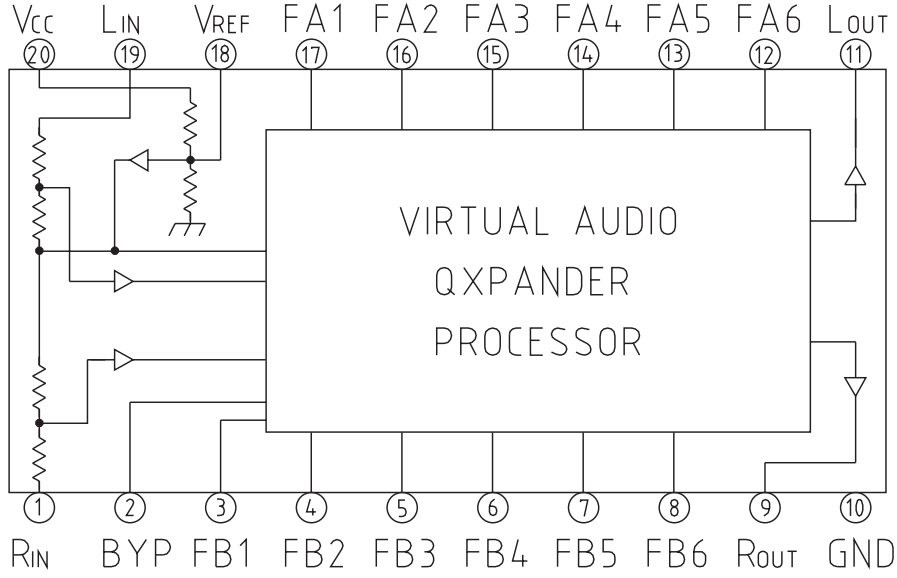 VCC LIN VREF FA1 FA2 FA3 FA4 FA5 FA6 LOUT
20 19 18 17 16 15 14 13 12 11
VIRTUAL AUDIO
QXPANDER
PROCESSOR
1 2 3 4 5 6 7 8 9 10
RIN BYP FB1 FB2 FB3 FB4 FB5 FB6 ROUT GND